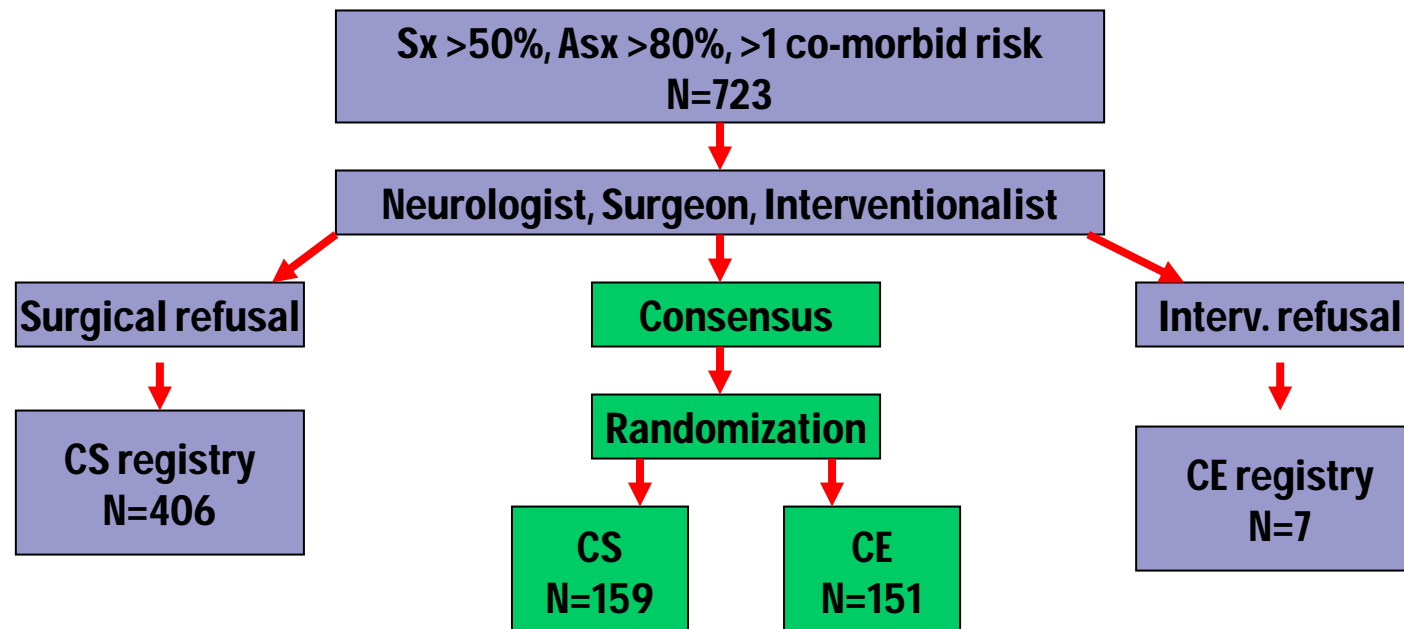 Sx >50%, Asx >80%, >1 co-morbid risk
N=723
Neurologist, Surgeon, Interventionalist
Surgical refusal
Consensus
Interv. refusal
CS registry
N=406
Randomization
CE registry
N=7
CS
N=159
CE
N=151